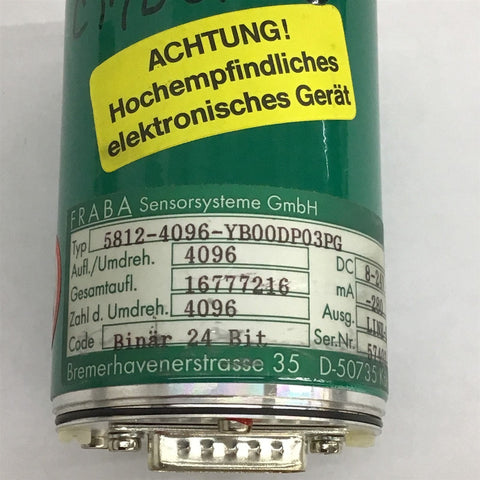 ACHTUNG!
Hochempfindliches
elektronisches Gerät
FRABA Sensorsysteme GmbH
Typ 5812-4096-YB00DP03PG
Aufl./Umdreh. 4096 DC
Gesamtaufl. 16777216 mA
Zahl d. Umdreh. 4096 Ausg.
Code Binär 24 Bit Ser.Nr.
Bremerhavenerstrasse 35 D-50735